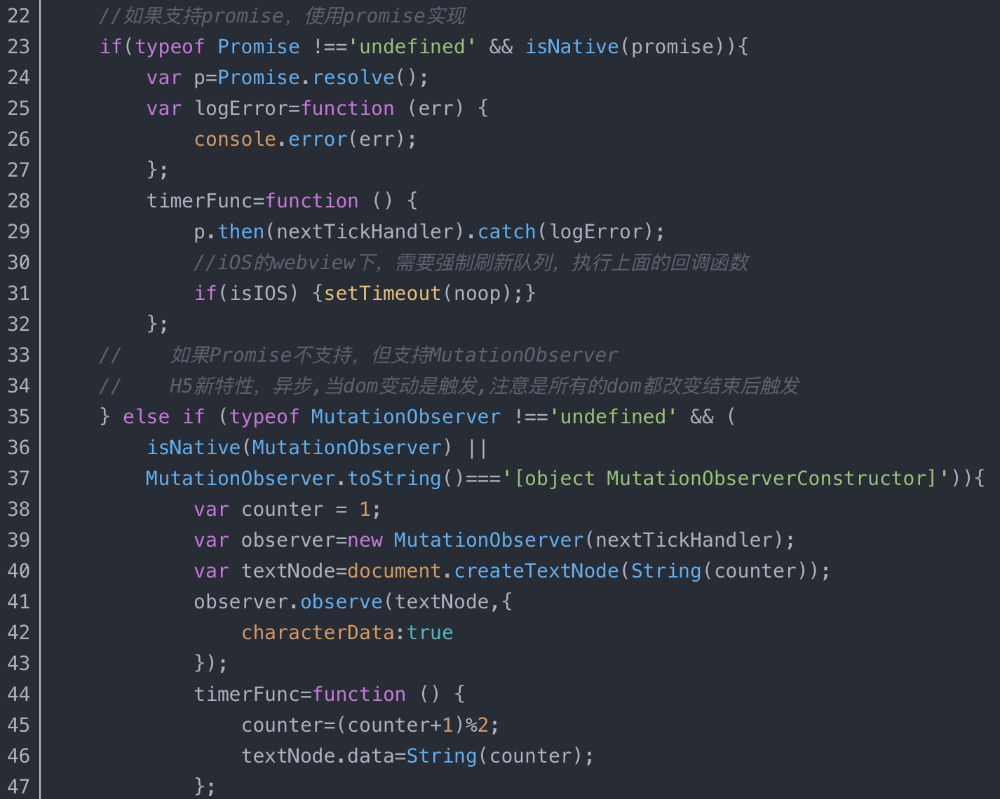 22 //如果支持promise，使用promise实现
23 if(typeof Promise !=='undefined' && isNative(promise)){
24 var p=Promise.resolve();
25 var logError=function (err) {
26 console.error(err);
27 };
28 timerFunc=function () {
29 p.then(nextTickHandler).catch(logError);
30 //iOS的webview下，需要强制刷新队列，执行上面的回调函数
31 if(isIOS) {setTimeout(noop);}
32 };
33 // 如果Promise不支持，但支持MutationObserver
34 // H5新特性，异步,当dom变动是触发,注意是所有的dom都改变结束后触发
35 } else if (typeof MutationObserver !=='undefined' && (
36 isNative(MutationObserver) ||
37 MutationObserver.toString()==='[object MutationObserverConstructor]')){
38 var counter = 1;
39 var observer=new MutationObserver(nextTickHandler);
40 var textNode=document.createTextNode(String(counter));
41 observer.observe(textNode,{
42 characterData:true
43 });
44 timerFunc=function () {
45 counter=(counter+1)%2;
46 textNode.data=String(counter);
47 };